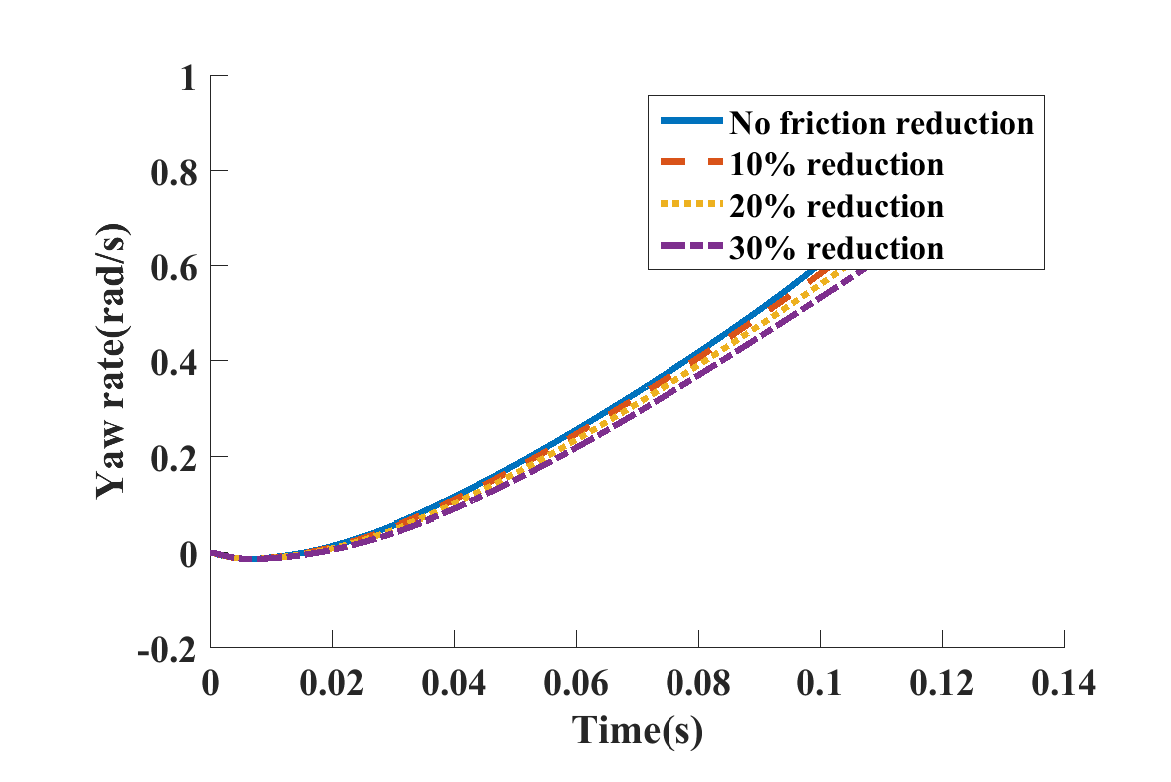 1
0.8
0.6
0.4
0.2
0
-0.2
Yaw rate(rad/s)
No friction reduction
10% reduction
20% reduction
30% reduction
0 0.02 0.04 0.06 0.08 0.1 0.12 0.14
Time(s)